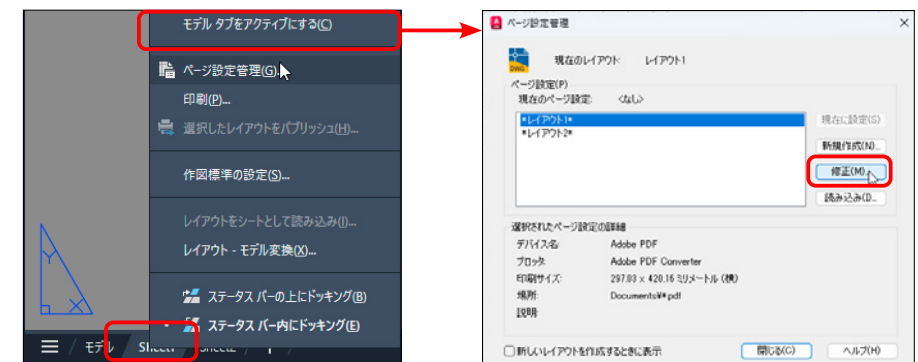 モデル タブをアクティブにする(C)
ページ設定管理(G)...
印刷(P)...
選択したレイアウトをパブリッシュ(H)...
作図標準の設定(S)...
レイアウトをシートとして読み込み(I)...
レイアウト - モデル変換(X)...
ステータス バーの上にドッキング(B)
ステータス バー内にドッキング(E)
モデル
ページ設定管理
DWG
現在のレイアウト: レイアウト1
ページ設定(P)
現在のページ設定: <なし>
*レイアウト1*
*レイアウト2*
現在に設定(S)
新規作成(N)...
修正(M)...
読み込み(I)...
選択されたページ設定の詳細
デバイス名: Adobe PDF
プロッタ: Adobe PDF Converter
印刷サイズ: 297.03 × 420.16 ミリメートル (横)
場所: Documents¥*.pdf
説明:
新しいレイアウトを作成するときに表示
閉じる(C)
ヘルプ(H)